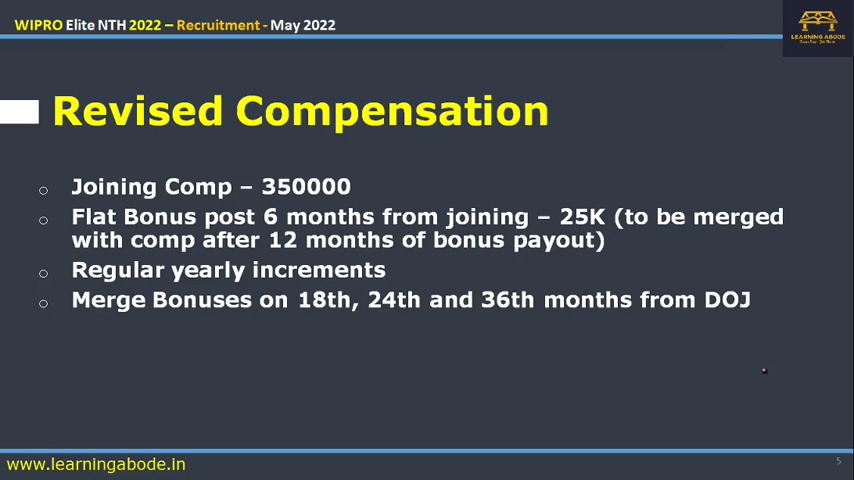 WIPRO Elite NTH 2022 – Recruitment - May 2022
LEARNING ABODE
Revised Compensation
o Joining Comp – 350000
o Flat Bonus post 6 months from joining – 25K (to be merged
with comp after 12 months of bonus payout)
o Regular yearly increments
o Merge Bonuses on 18th, 24th and 36th months from DOJ
www.learningabode.in
5